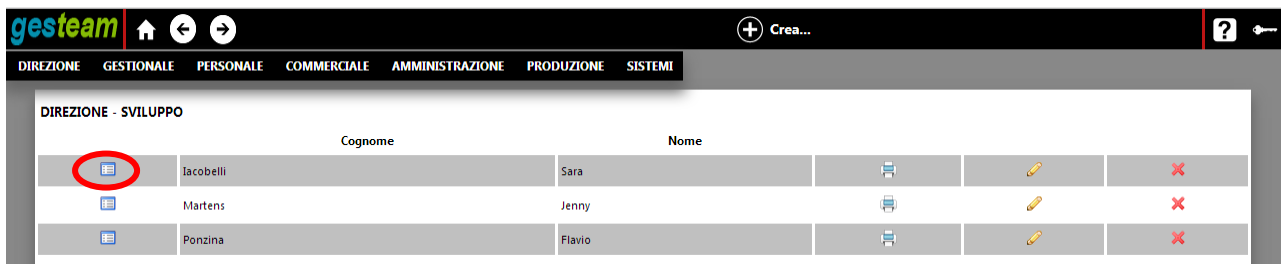 gesteam Crea... ?
DIREZIONE GESTIONALE PERSONALE COMMERCIALE AMMINISTRAZIONE PRODUZIONE SISTEMI
DIREZIONE - SVILUPPO
Cognome Nome
Iacobelli Sara
Martens Jenny
Ponzina Flavio